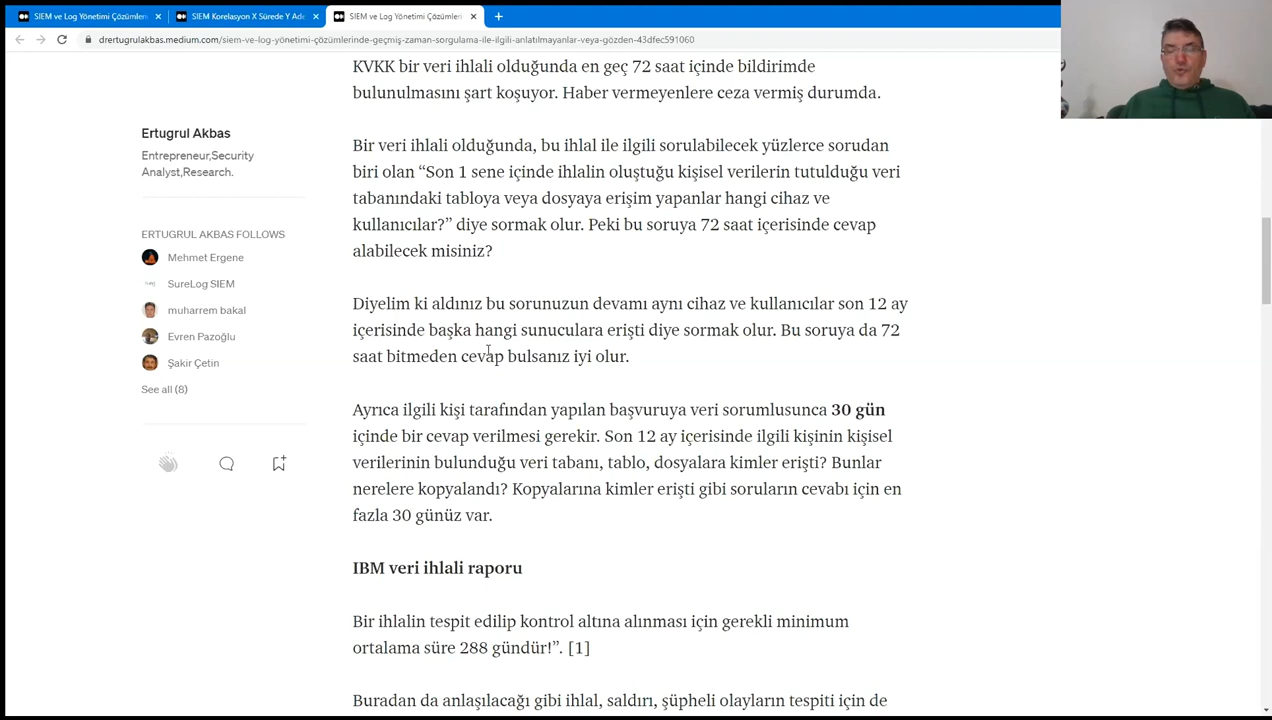 SIEM ve Log Yönetimi Çözümleri
SIEM Korelasyon X Sürede Y Ade
SIEM ve Log Yönetimi Çözümleri
drertugrulakbas.medium.com/siem-ve-log-yönetimi-çözümlerinde-geçmiş-zaman-sorgulama-ile-ilgili-anlatılmayanlar-veya-gözden-43dfec591060
KVKK bir veri ihlali olduğunda en geç 72 saat içinde bildirimde
bulunulmasını şart koşuyor. Haber vermeyenlere ceza vermiş durumda.
Ertugrul Akbas
Entrepreneur,Security
Analyst,Research.
ERTUGRUL AKBAS FOLLOWS
Mehmet Ergene
SureLog SIEM
muharrem bakal
Evren Pazoğlu
Şakir Çetin
See all (8)
Bir veri ihlali olduğunda, bu ihlal ile ilgili sorulabilecek yüzlerce sorudan
biri olan “Son 1 sene içinde ihlalin oluştuğu kişisel verilerin tutulduğu veri
tabanındaki tabloya veya dosyaya erişim yapanlar hangi cihaz ve
kullanıcılar?” diye sormak olur. Peki bu soruya 72 saat içerisinde cevap
alabilecek misiniz?
Diyelim ki aldınız bu sorunuzun devamı aynı cihaz ve kullanıcılar son 12 ay
içerisinde başka hangi sunuculara erişti diye sormak olur. Bu soruya da 72
saat bitmeden cevap bulsanız iyi olur.
Ayrıca ilgili kişi tarafından yapılan başvuruya veri sorumlusunca 30 gün
içinde bir cevap verilmesi gerekir. Son 12 ay içerisinde ilgili kişinin kişisel
verilerinin bulunduğu veri tabanı, tablo, dosyalara kimler erişti? Bunlar
nerelere kopyalandı? Kopyalarına kimler erişti gibi soruların cevabı için en
fazla 30 günüz var.
IBM veri ihlali raporu
Bir ihlalin tespit edilip kontrol altına alınması için gerekli minimum
ortalama süre 288 gündür!”. [1]
Buradan da anlaşılacağı gibi ihlal, saldırı, şüpheli olayların tespiti için de